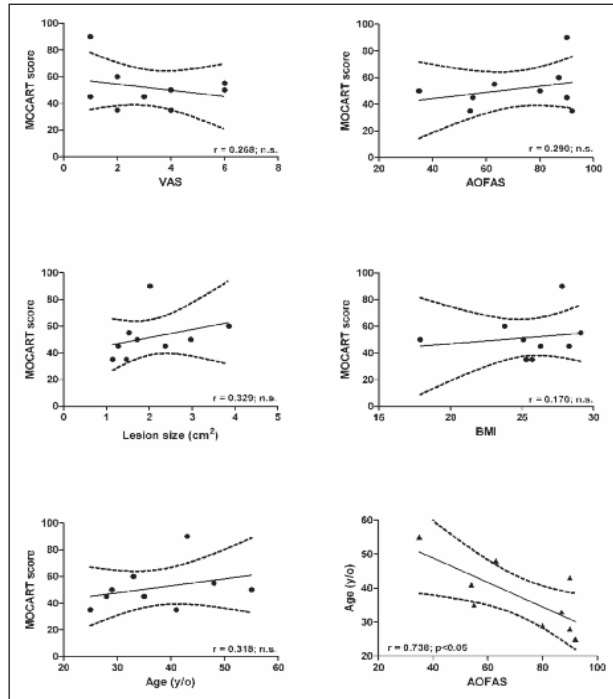 100
80
60
40
20
0
MOCART score
0 2 4 6 8
VAS
r = 0.268; n.s.
100
80
60
40
20
0
MOCART score
20 40 60 80 100
AOFAS
r = 0.290; n.s.
100
80
60
40
20
0
MOCART score
0 1 2 3 4 5
Lesion size (cm²)
r = 0.329; n.s.
100
80
60
40
20
0
MOCART score
15 20 25 30
BMI
r = 0.170; n.s.
100
80
60
40
20
0
MOCART score
20 30 40 50 60
Age (y/o)
r = 0.318; n.s.
60
50
40
30
20
Age (y/o)
20 40 60 80 100
AOFAS
r = 0.738; p<0.05